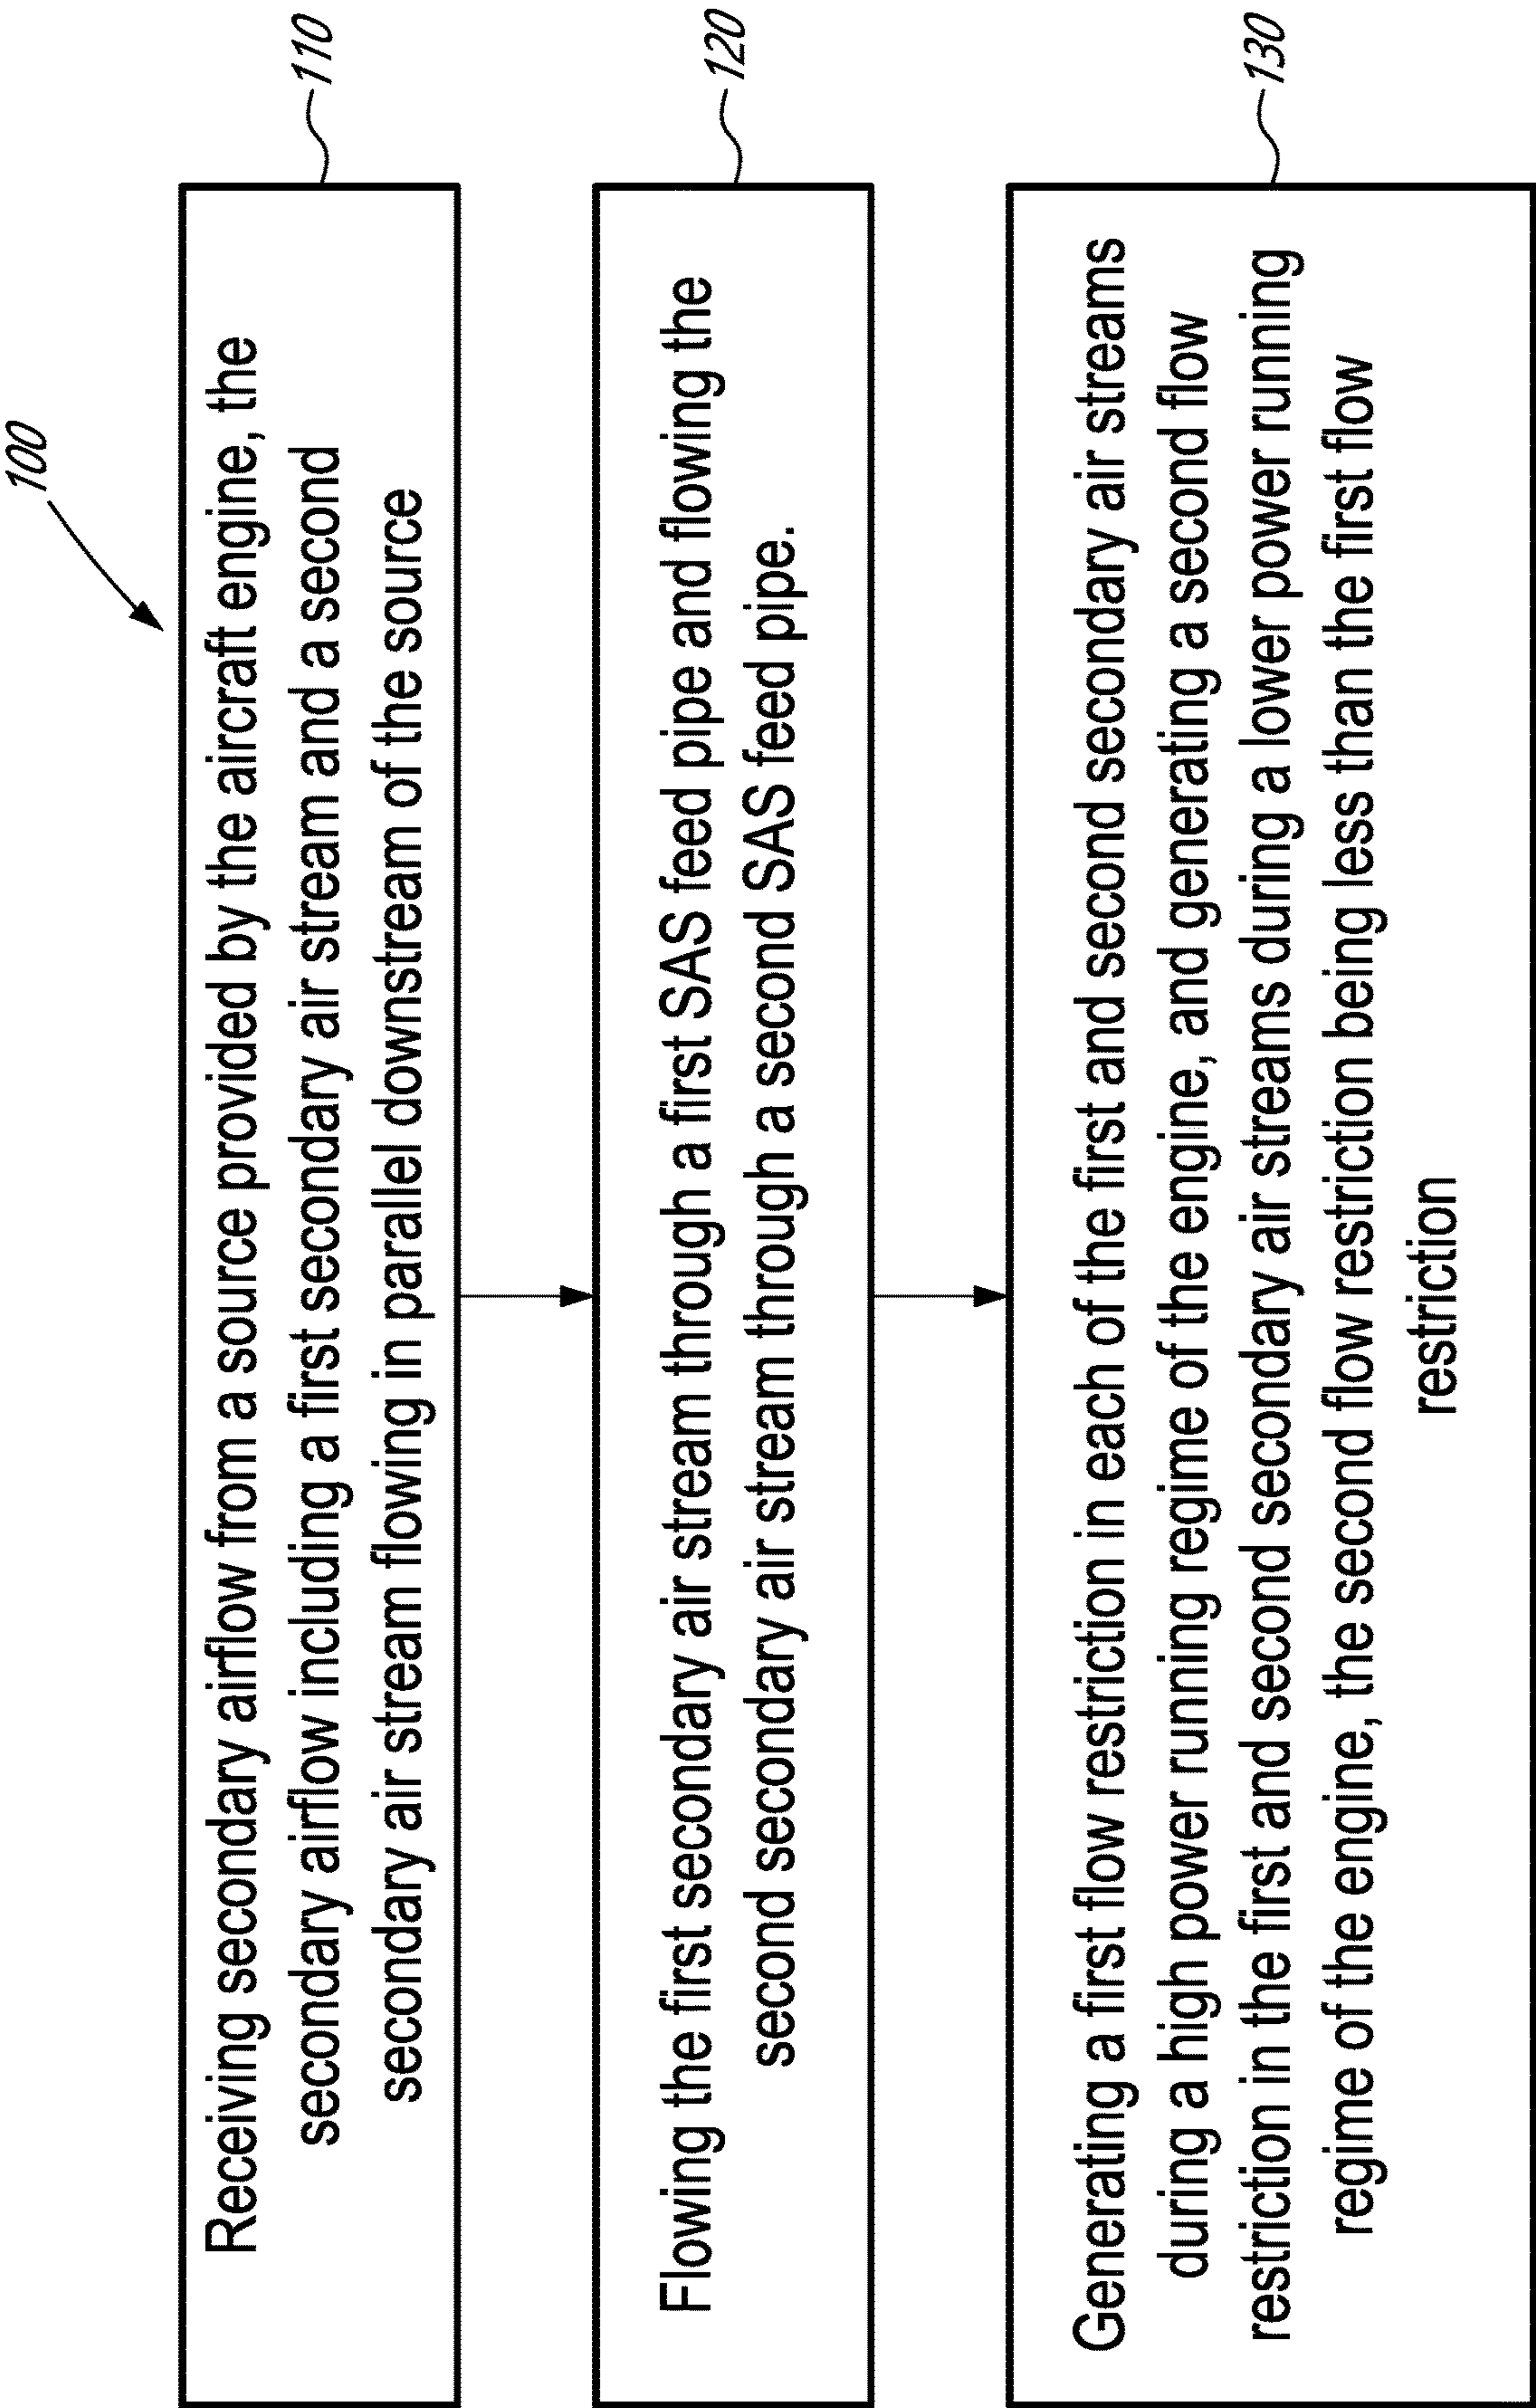 100
Receiving secondary airflow from a source provided by the aircraft engine, the
secondary airflow including a first secondary air stream and a second
secondary air stream flowing in parallel downstream of the source
110
Flowing the first secondary air stream through a first SAS feed pipe and flowing the
second secondary air stream through a second SAS feed pipe.
120
Generating a first flow restriction in each of the first and second secondary air streams
during a high power running regime of the engine, and generating a second flow
restriction in the first and second secondary air streams during a lower power running
regime of the engine, the second flow restriction being less than the first flow
restriction
130